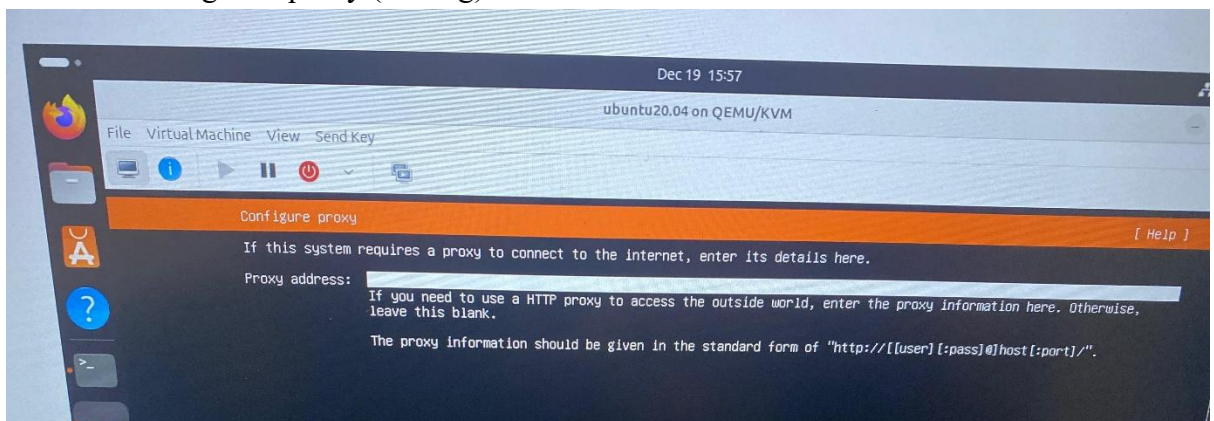 Dec 19 15:57
ubuntu20.04 on QEMU/KVM
File Virtual Machine View Send Key
Configure proxy
[ Help ]
If this system requires a proxy to connect to the internet, enter its details here.
Proxy address:
If you need to use a HTTP proxy to access the outside world, enter the proxy information here. Otherwise,
leave this blank.
The proxy information should be given in the standard form of "http://[[user][:pass]@]host[:port]/".